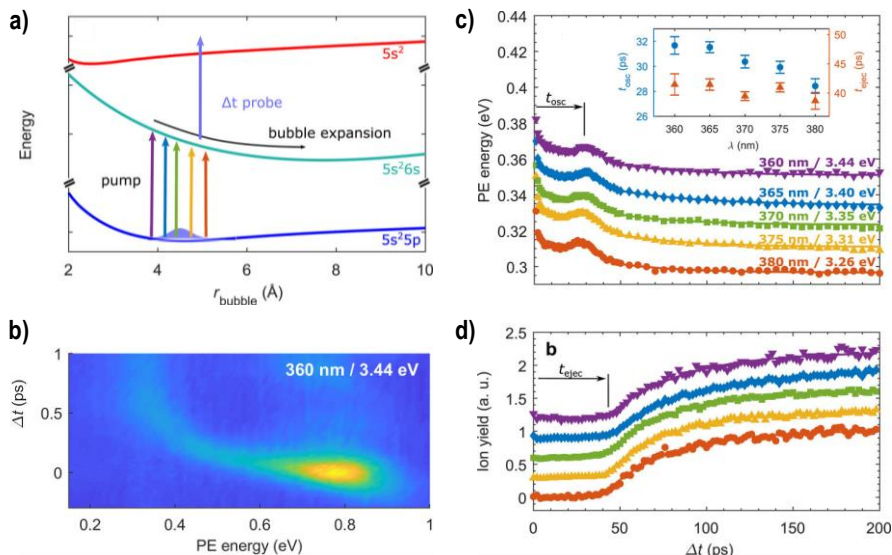 a)
5s²
Δt probe
bubble expansion
Energy
5s²6s
pump
5s²5p
2 4 6 8 10
r_bubble (Å)
b)
360 nm / 3.44 eV
1
0.5
0
Δt (ps)
0.2 0.4 0.6 0.8 1
PE energy (eV)
c)
0.44
0.42
0.4
0.38
0.36
0.34
0.32
0.3
PE energy (eV)
t_osc
32
30
28
26
t_osc (ps)
50
40
t_ejec (ps)
360 365 370 375 380
λ (nm)
360 nm / 3.44 eV
365 nm / 3.40 eV
370 nm / 3.35 eV
375 nm / 3.31 eV
380 nm / 3.26 eV
0 50 100 150 200
d)
b
t_ejec
2.5
2
1.5
1
0.5
0
Ion yield (a. u.)
0 50 100 150 200
Δt (ps)